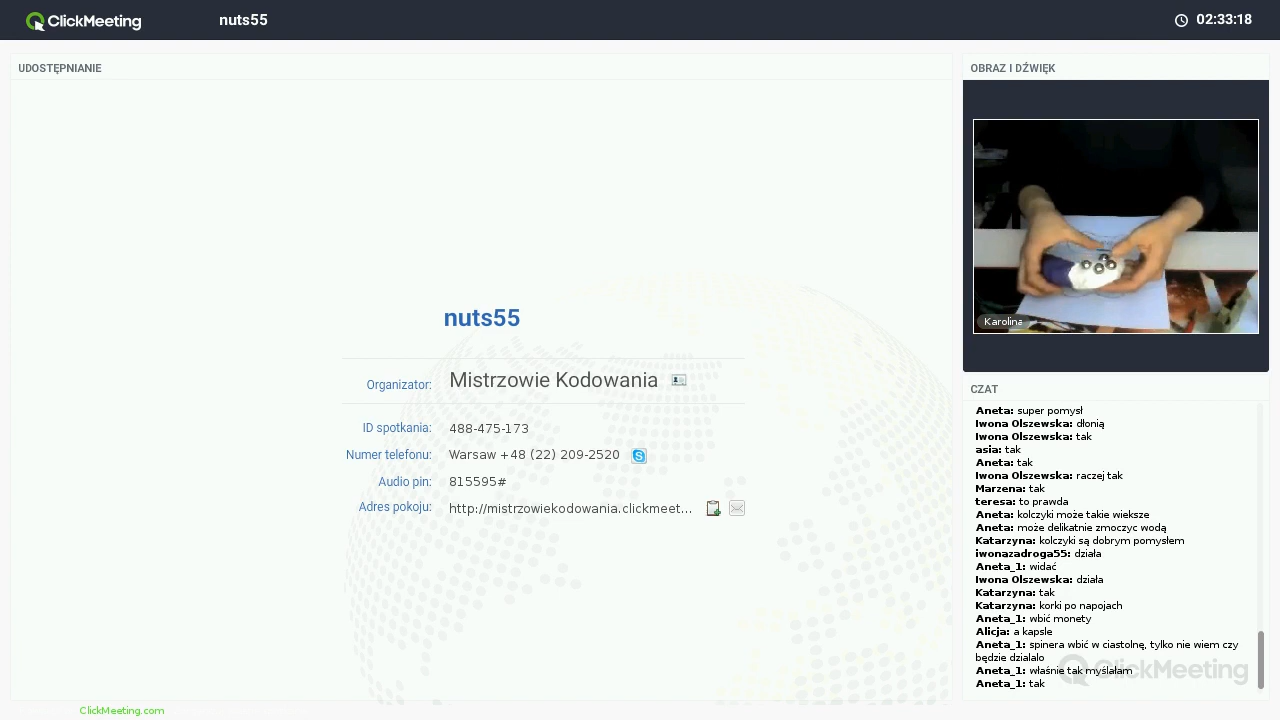 ClickMeeting
nuts55
02:33:18
UDOSTĘPNIANIE
nuts55
Organizator: Mistrzowie Kodowania
ID spotkania: 488-475-173
Numer telefonu: Warsaw +48 (22) 209-2520
Audio pin: 815595#
Adres pokoju: http://mistrzowiekodowania.clickmeet...
OBRAZ I DŹWIĘK
Karolina
CZAT
Aneta: super pomysł
Iwona Olszewska: dłonią
Iwona Olszewska: tak
asia: tak
Aneta: tak
Iwona Olszewska: raczej tak
Marzena: tak
teresa: to prawda
Aneta: kolczyki może takie wieksze
Aneta: może delikatnie zmoczyc wodą
Katarzyna: kolczyki są dobrym pomysłem
iwonazadroga55: działa
Aneta_1: widać
Iwona Olszewska: działa
Katarzyna: tak
Katarzyna: korki po napojach
Aneta_1: wbić monety
Alicja: a kapsle
Aneta_1: spinera wbić w ciastolnę, tylko nie wiem czy
będzie dzialalo
Aneta_1: właśnie tak myślałam
Aneta_1: tak
ClickMeeting
ClickMeeting.com